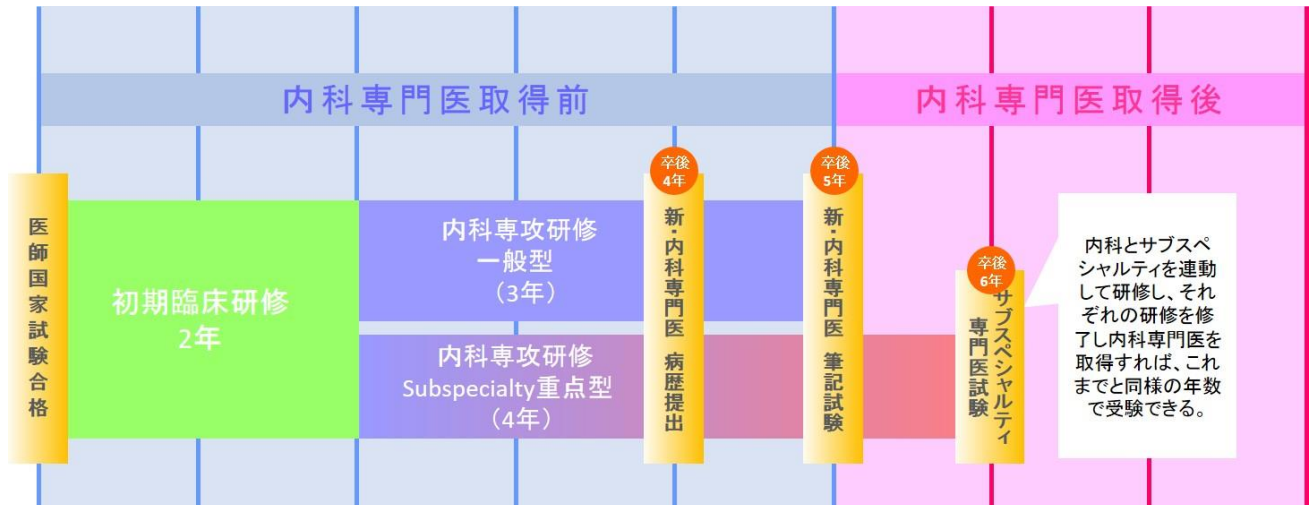 内科専門医取得前
内科専門医取得後
医師国家試験合格
初期臨床研修
2年
内科専攻研修
一般型
（3年）
内科専攻研修
Subspecialty重点型
（4年）
卒後
4年
新・内科専門医 病歴提出
卒後
5年
新・内科専門医 筆記試験
卒後
6年
サブスペシャルティ
専門医試験
内科とサブスペ
シャルティを連動
して研修し、それ
ぞれの研修を修
了し内科専門医を
取得すれば、これ
までと同様の年数
で受験できる。